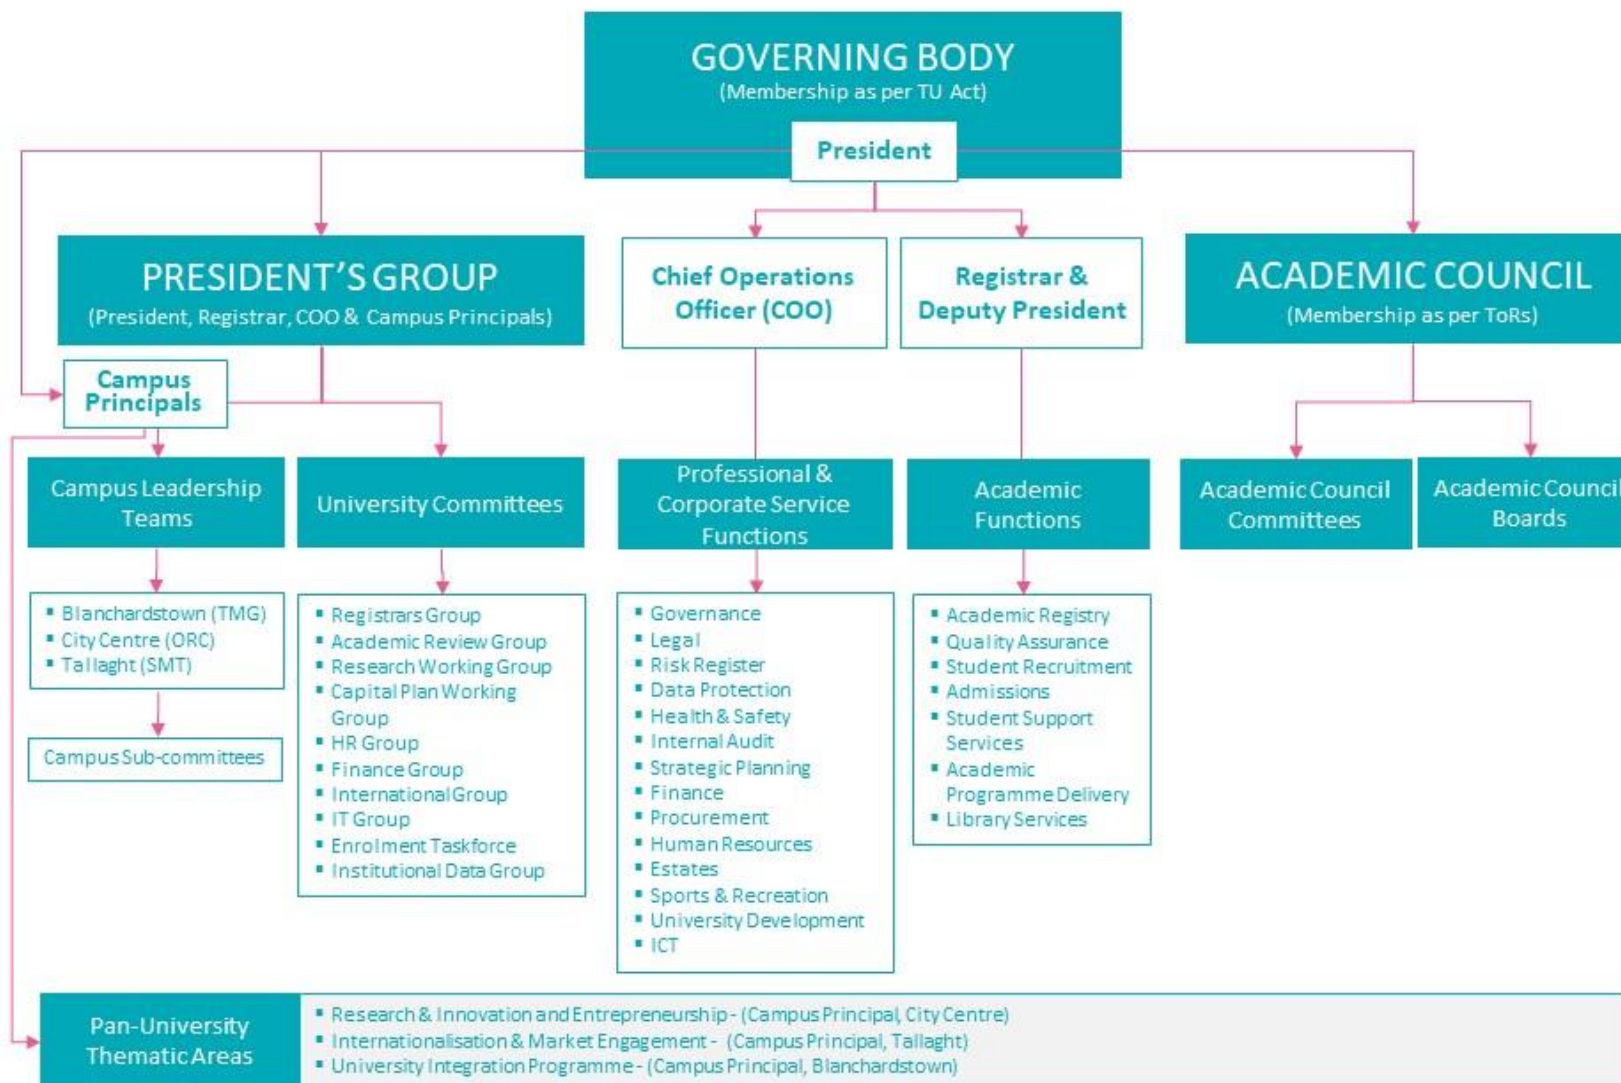 GOVERNING BODY
(Membership as per TU Act)
President
PRESIDENT'S GROUP
(President, Registrar, COO & Campus Principals)
Chief Operations
Officer (COO)
Registrar &
Deputy President
ACADEMIC COUNCIL
(Membership as per ToRs)
Campus
Principals
Campus Leadership
Teams
University Committees
Professional &
Corporate Service
Functions
Academic
Functions
Academic Council
Committees
Academic Council
Boards
▪ Blanchardstown (TMG)
▪ City Centre (ORC)
▪ Tallaght (SMT)
Campus Sub-committees
▪ Registrars Group
▪ Academic Review Group
▪ Research Working Group
▪ Capital Plan Working
Group
▪ HR Group
▪ Finance Group
▪ International Group
▪ IT Group
▪ Enrolment Taskforce
▪ Institutional Data Group
▪ Governance
▪ Legal
▪ Risk Register
▪ Data Protection
▪ Health & Safety
▪ Internal Audit
▪ Strategic Planning
▪ Finance
▪ Procurement
▪ Human Resources
▪ Estates
▪ Sports & Recreation
▪ University Development
▪ ICT
▪ Academic Registry
▪ Quality Assurance
▪ Student Recruitment
▪ Admissions
▪ Student Support
Services
▪ Academic
Programme Delivery
▪ Library Services
Pan-University
Thematic Areas
▪ Research & Innovation and Entrepreneurship - (Campus Principal, City Centre)
▪ Internationalisation & Market Engagement - (Campus Principal, Tallaght)
▪ University Integration Programme - (Campus Principal, Blanchardstown)